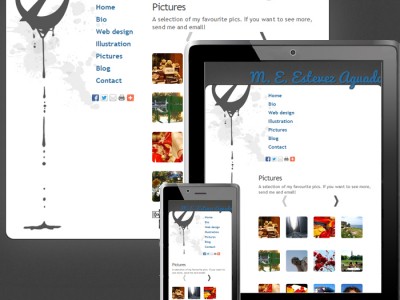 Home
Bio
Web design
Illustration
Pictures
Blog
Contact
Pictures
A selection of my favourite pics. If you want to see more,
send me and email!
M. E. Estevez Aguado
Home
Bio
Web design
Illustration
Pictures
Blog
Contact
Pictures
A selection of my favourite pics. If you want to see more,
send me and email!
Home
Bio
Web design
Illustration
Pictures
Blog
Contact
Pictures